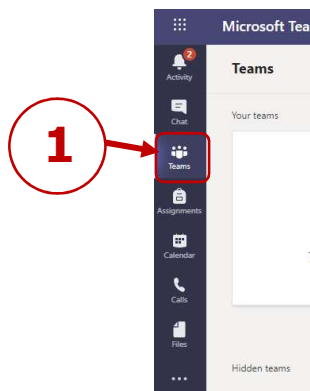 Microsoft Tea
2
Activity
Teams
Chat
Your teams
1
Teams
Assignments
Calendar
Calls
Files
Hidden teams